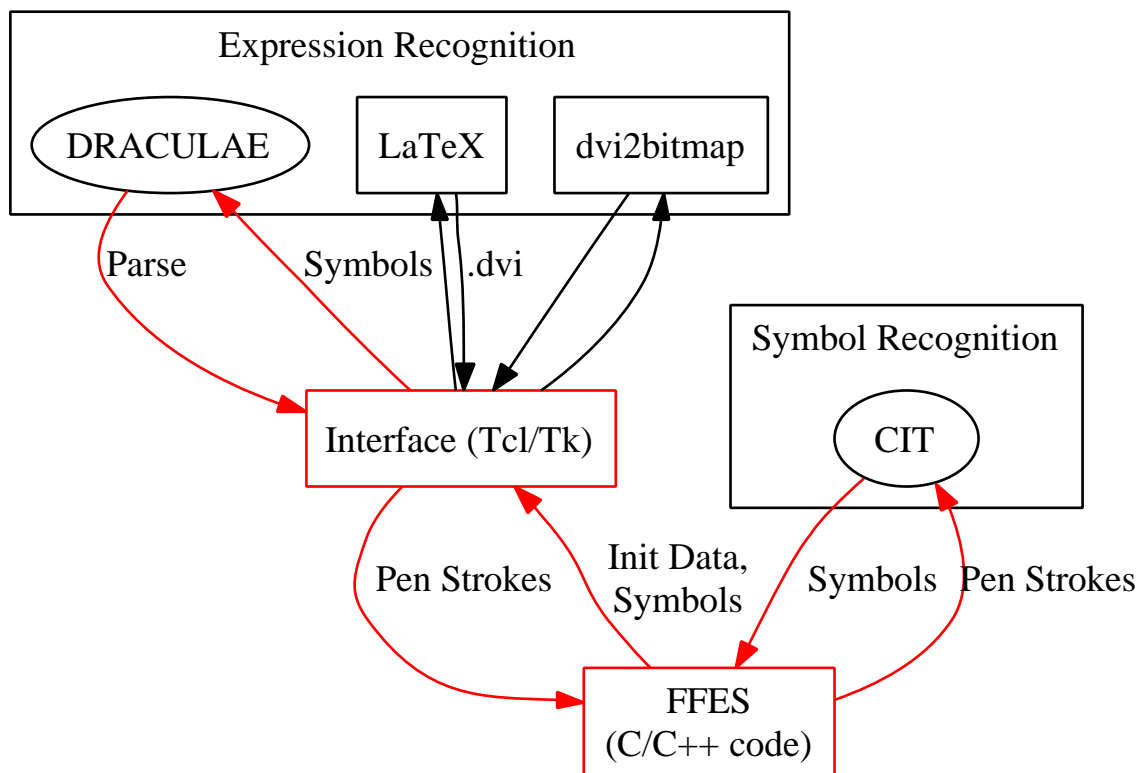 Expression Recognition
DRACULAE
LaTeX
dvi2bitmap
Parse
Symbols
.dvi
Symbol Recognition
CIT
Interface (Tcl/Tk)
Pen Strokes
Init Data,
Symbols
Symbols
Pen Strokes
FFES
(C/C++ code)